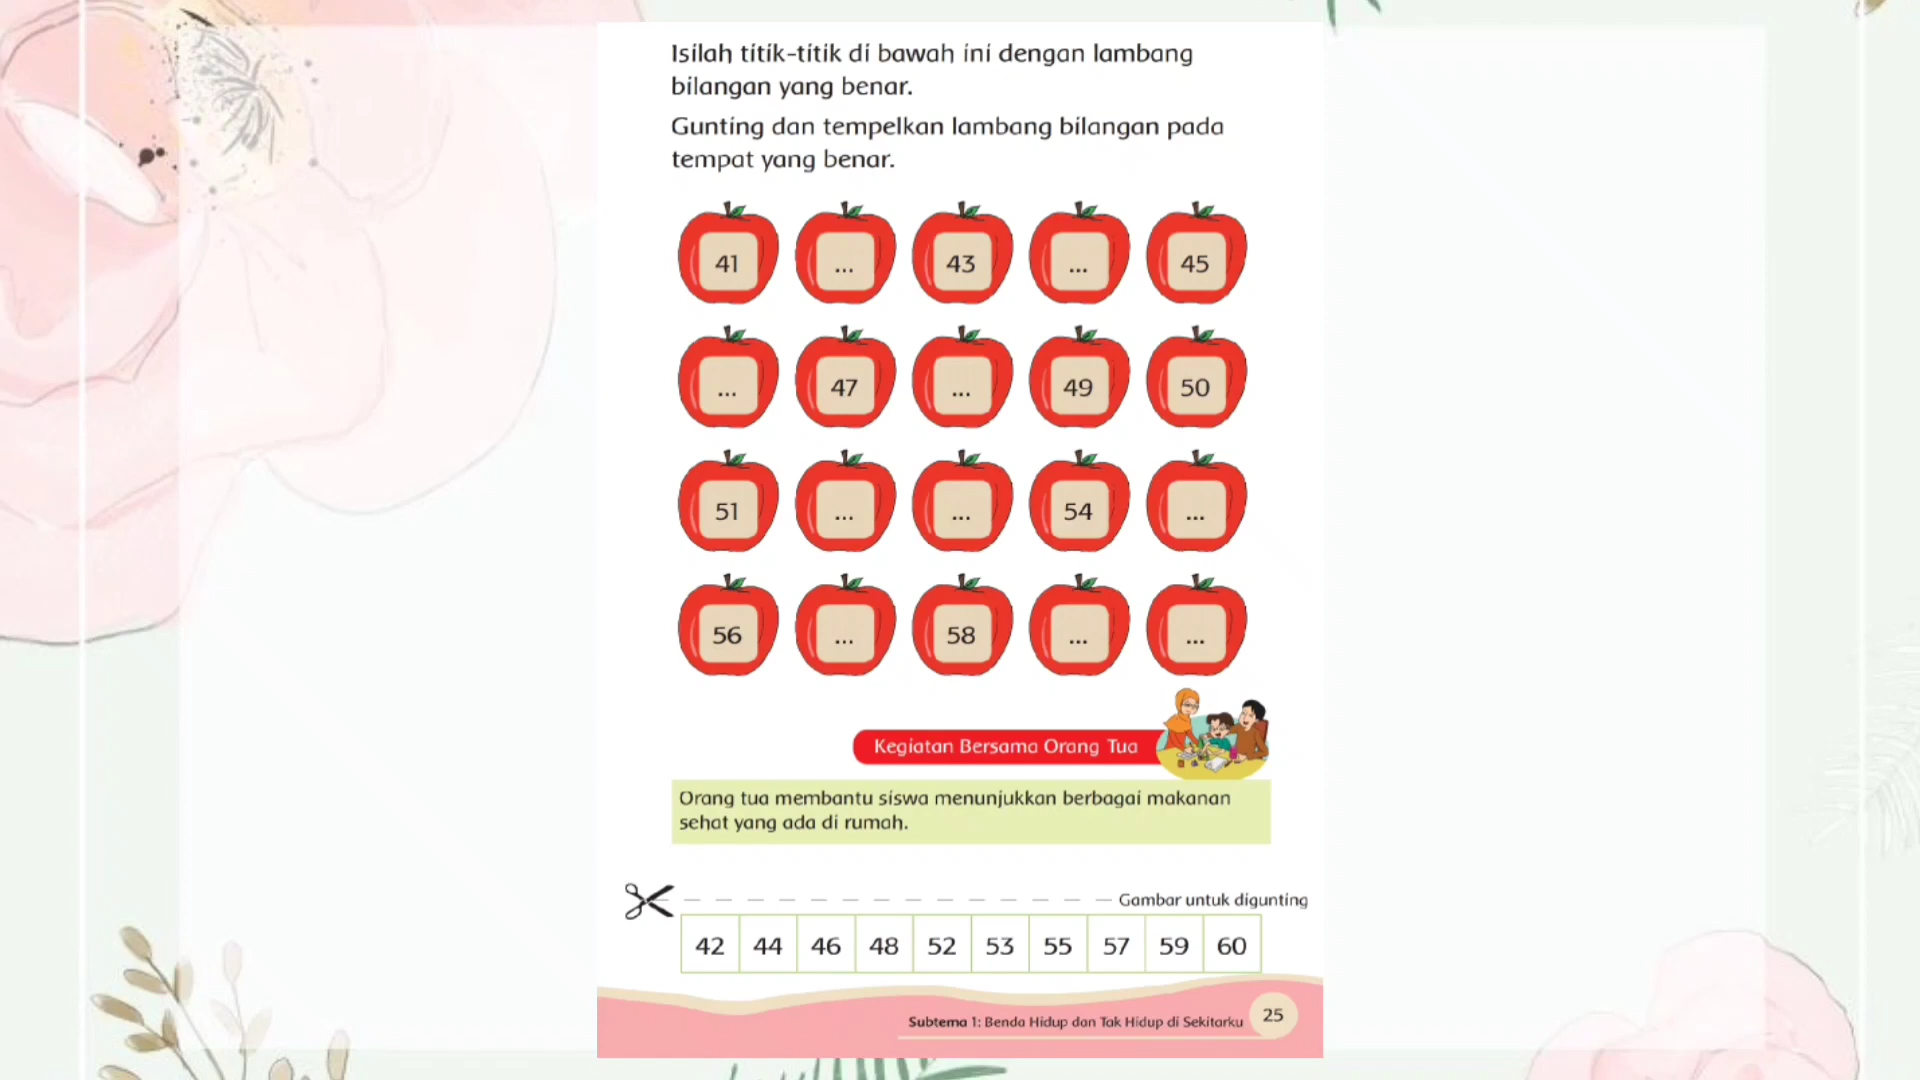 Isilah titik-titik di bawah ini dengan lambang
bilangan yang benar.
Gunting dan tempelkan lambang bilangan pada
tempat yang benar.
41 ... 43 ... 45
... 47 ... 49 50
51 ... ... 54 ...
56 ... 58 ... ...
Kegiatan Bersama Orang Tua
Orang tua membantu siswa menunjukkan berbagai makanan
sehat yang ada di rumah.
Gambar untuk digunting
42 44 46 48 52 53 55 57 59 60
Subtema 1: Benda Hidup dan Tak Hidup di Sekitarku 25